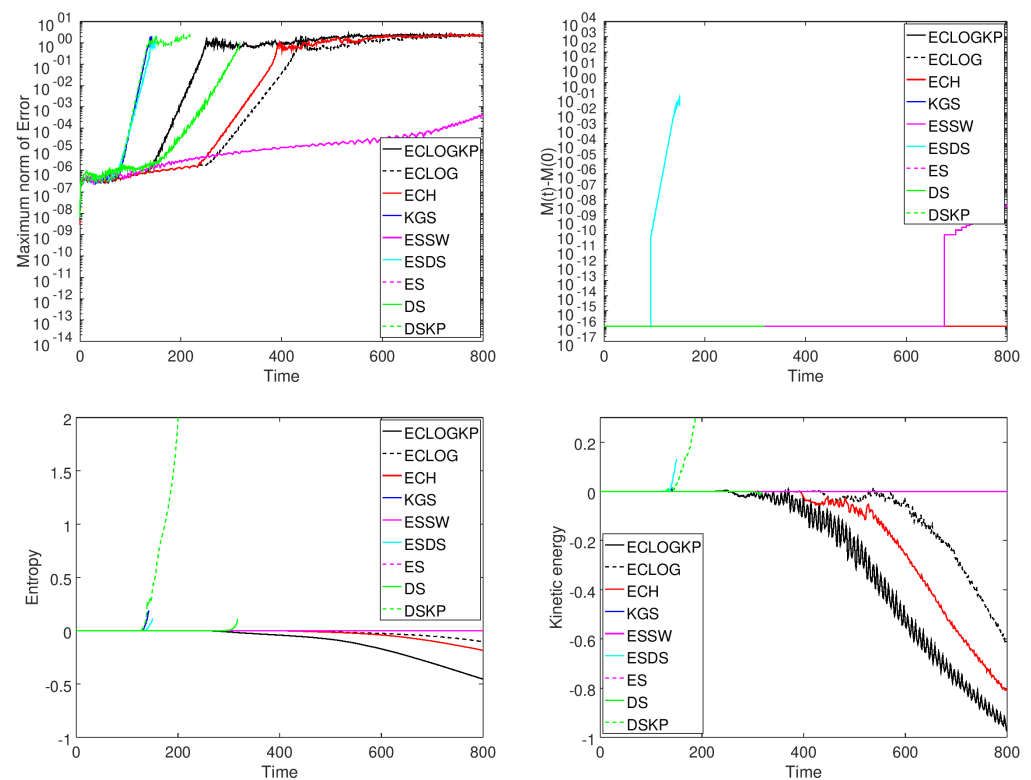 10^01
10^00
10^-01
10^-02
10^-03
10^-04
10^-05
10^-06
10^-07
10^-08
10^-09
10^-10
10^-11
10^-12
10^-13
10^-14
Maximum norm of Error
0 200 400 600 800
Time
ECLOGKP
ECLOG
ECH
KGS
ESSW
ESDS
ES
DS
DSKP
10^04
10^03
10^02
10^01
10^00
10^-01
10^-02
10^-03
10^-04
10^-05
10^-06
10^-07
10^-08
10^-09
10^-10
10^-11
10^-12
10^-13
10^-14
10^-15
10^-16
10^-17
M(t)-M(0)
0 200 400 600 800
Time
ECLOGKP
ECLOG
ECH
KGS
ESSW
ESDS
ES
DS
DSKP
2
1.5
1
0.5
0
-0.5
-1
Entropy
0 200 400 600 800
Time
ECLOGKP
ECLOG
ECH
KGS
ESSW
ESDS
ES
DS
DSKP
0.2
0
-0.2
-0.4
-0.6
-0.8
-1
Kinetic energy
0 200 400 600 800
Time
ECLOGKP
ECLOG
ECH
KGS
ESSW
ESDS
ES
DS
DSKP